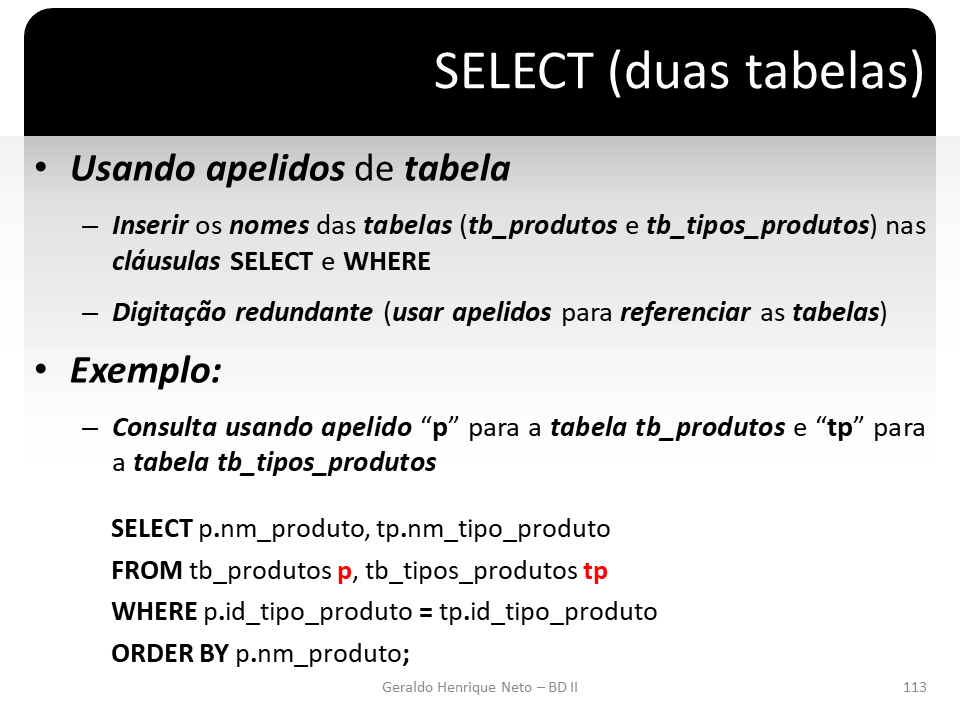 SELECT (duas tabelas)
• Usando apelidos de tabela
– Inserir os nomes das tabelas (tb_produtos e tb_tipos_produtos) nas
cláusulas SELECT e WHERE
– Digitação redundante (usar apelidos para referenciar as tabelas)
• Exemplo:
– Consulta usando apelido “p” para a tabela tb_produtos e “tp” para
a tabela tb_tipos_produtos
SELECT p.nm_produto, tp.nm_tipo_produto
FROM tb_produtos p, tb_tipos_produtos tp
WHERE p.id_tipo_produto = tp.id_tipo_produto
ORDER BY p.nm_produto;
Geraldo Henrique Neto – BD II
113